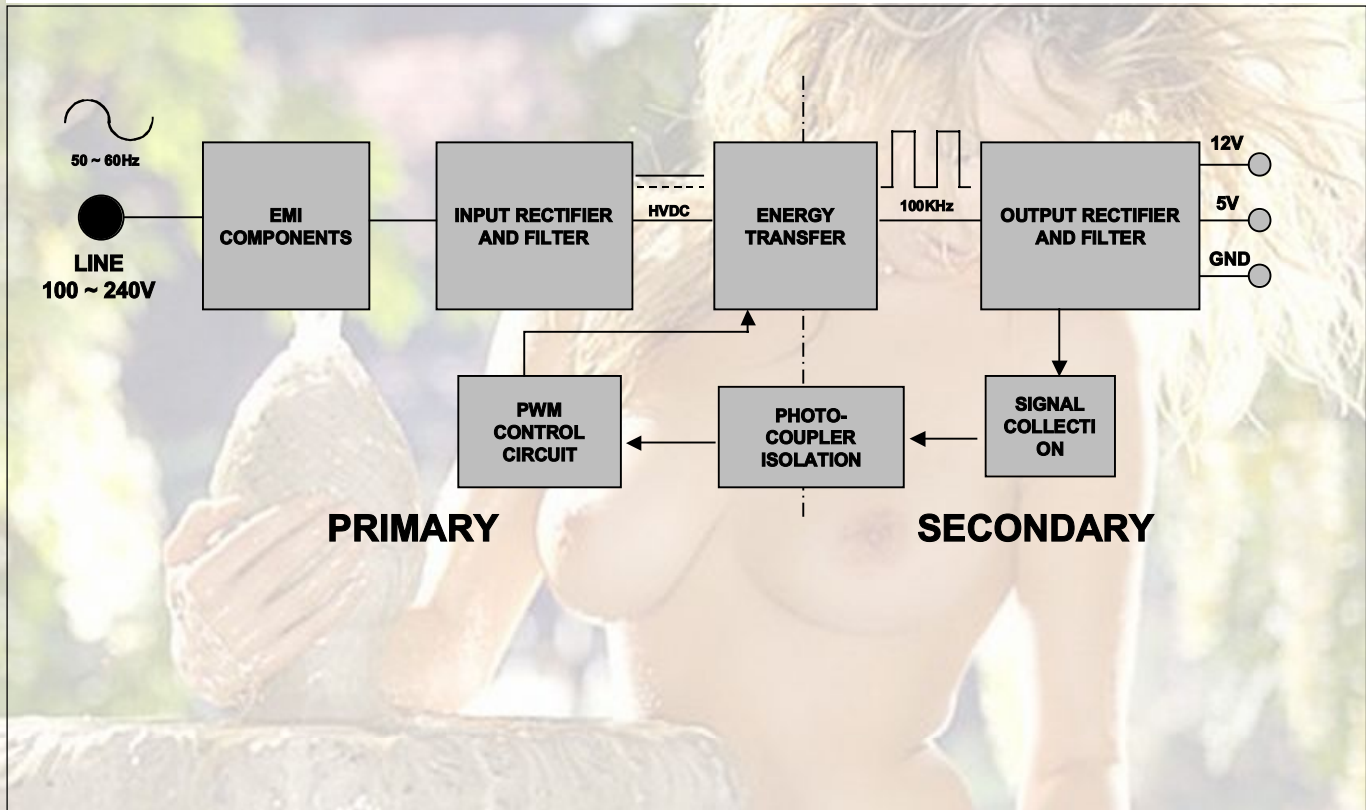 50 ~ 60Hz
LINE
100 ~ 240V
EMI
COMPONENTS
INPUT RECTIFIER
AND FILTER
HVDC
ENERGY
TRANSFER
100KHz
OUTPUT RECTIFIER
AND FILTER
12V
5V
GND
PWM
CONTROL
CIRCUIT
PHOTO-
COUPLER
ISOLATION
SIGNAL
COLLECTI
ON
PRIMARY
SECONDARY